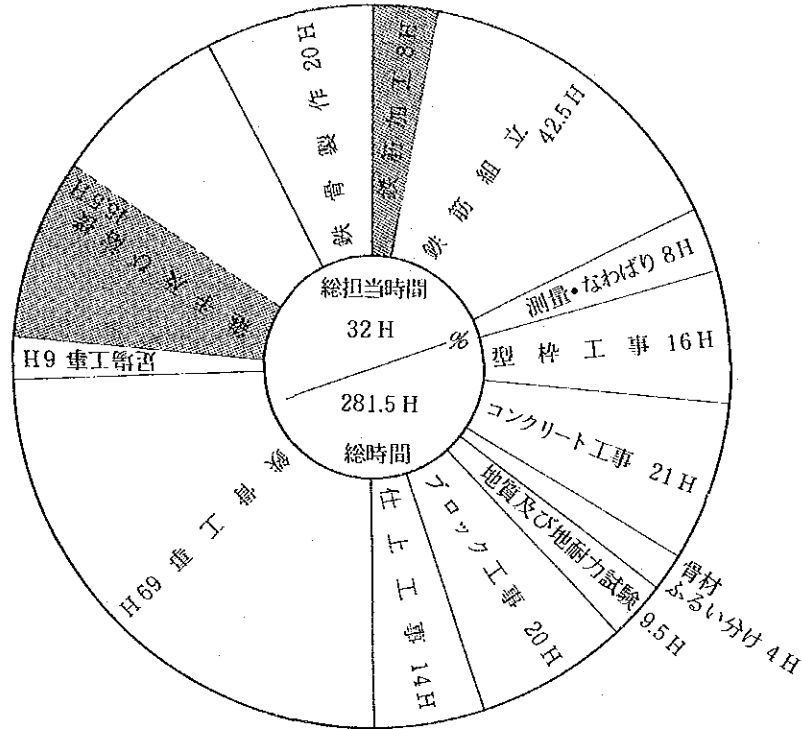 鉄筋加工 8H
鉄筋組立 42.5H
測量・なわばり 8H
型枠工事 16H
コンクリート工事 21H
骨材
ふるい分け 4H
地質及び地耐力試験
9.5H
ブロック工事 20H
仕上工事 14H
鉄骨工事 69H
足場工事 6H
15.5H
鉄骨製作 20H
総担当時間
32H
%
281.5H
総時間